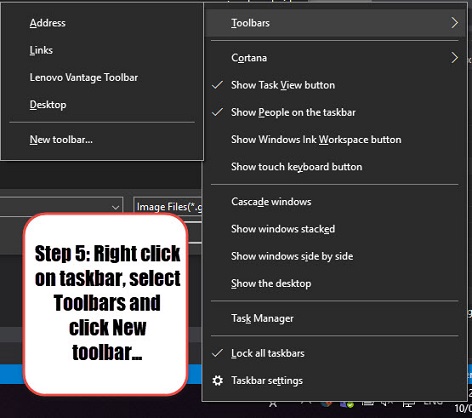 Address
Links
Lenovo Vantage Toolbar
Desktop
New toolbar...
Toolbars
Cortana
Show Task View button
Show People on the taskbar
Show Windows Ink Workspace button
Show touch keyboard button
Cascade windows
Show windows stacked
Show windows side by side
Show the desktop
Task Manager
Lock all taskbars
Taskbar settings
Image Files(*.g
Step 5: Right click
on taskbar, select
Toolbars and
click New
toolbar...
10/0